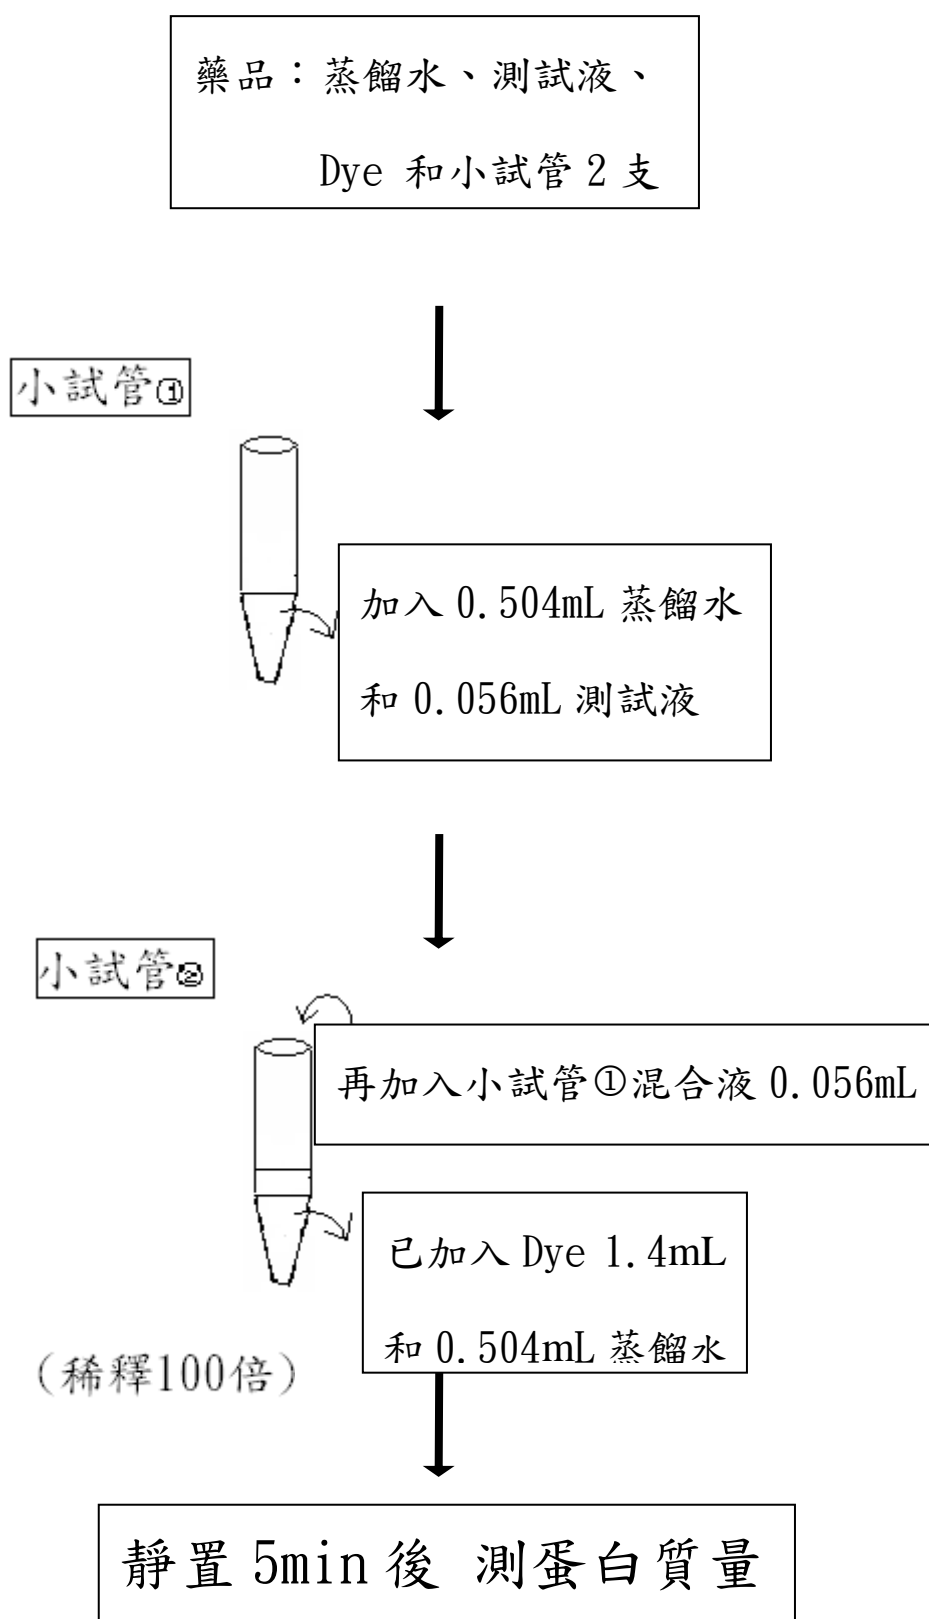 藥品：蒸餾水、測試液、
Dye 和小試管 2 支
小試管①
加入 0.504mL 蒸餾水
和 0.056mL 測試液
小試管②
再加入小試管①混合液 0.056mL
已加入 Dye 1.4mL
和 0.504mL 蒸餾水
（稀釋100倍）
靜置 5min 後 測蛋白質量